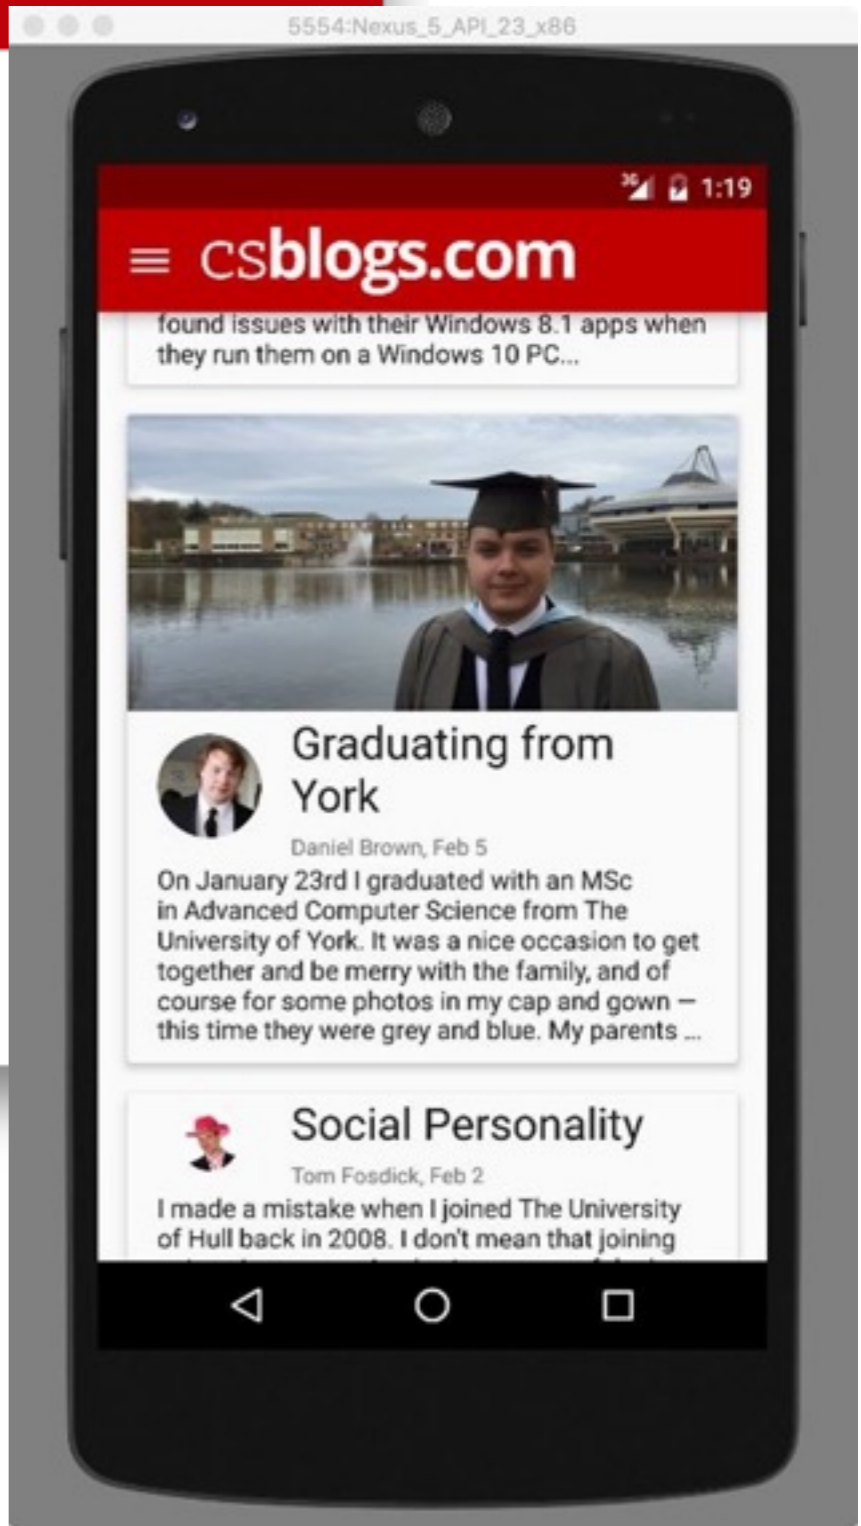 5554:Nexus_5_API_23_x86
3G 1:19
csblogs.com
found issues with their Windows 8.1 apps when
they run them on a Windows 10 PC...
Graduating from
York
Daniel Brown, Feb 5
On January 23rd I graduated with an MSc
in Advanced Computer Science from The
University of York. It was a nice occasion to get
together and be merry with the family, and of
course for some photos in my cap and gown —
this time they were grey and blue. My parents ...
Social Personality
Tom Fosdick, Feb 2
I made a mistake when I joined The University
of Hull back in 2008. I don't mean that joining